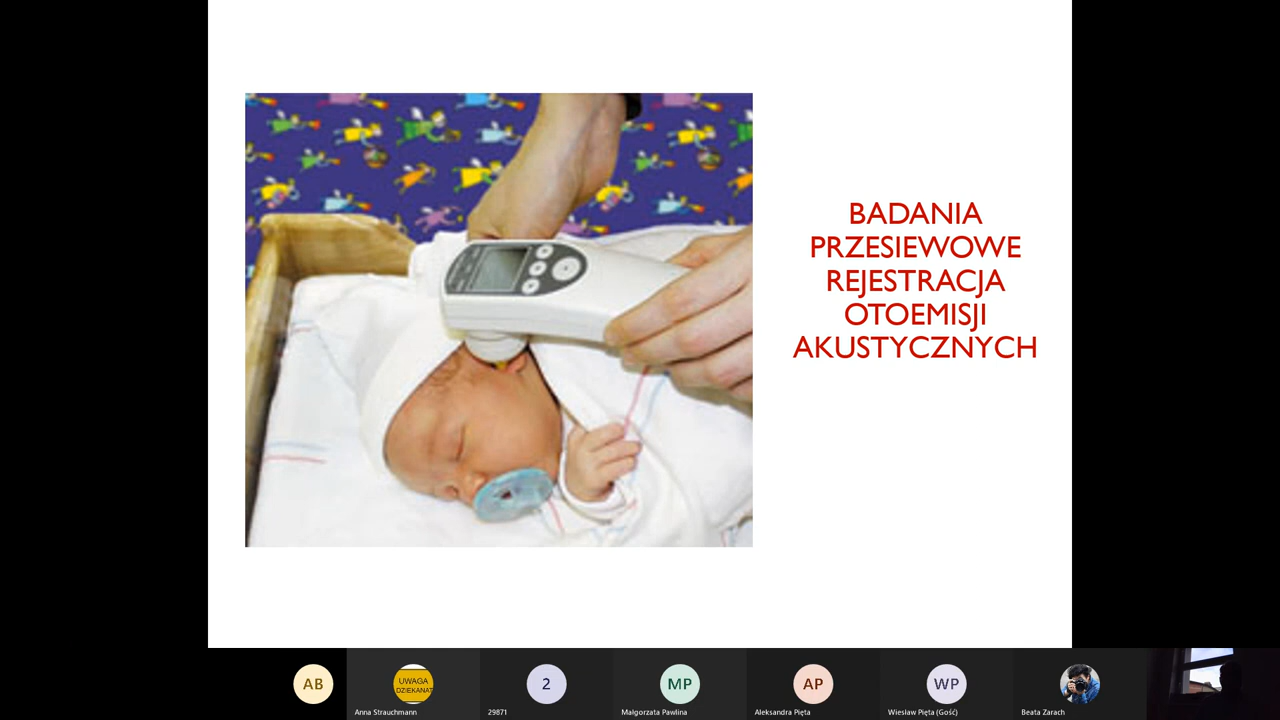 BADANIA
PRZESIEWOWE
REJESTRACJA
OTOEMISJI
AKUSTYCZNYCH
AB
UWAGA
DZIEKANAT
2
MP
AP
WP
Anna Strauchmann
29871
Małgorzata Pawlina
Aleksandra Pięta
Wiesław Pięta (Gość)
Beata Zarach